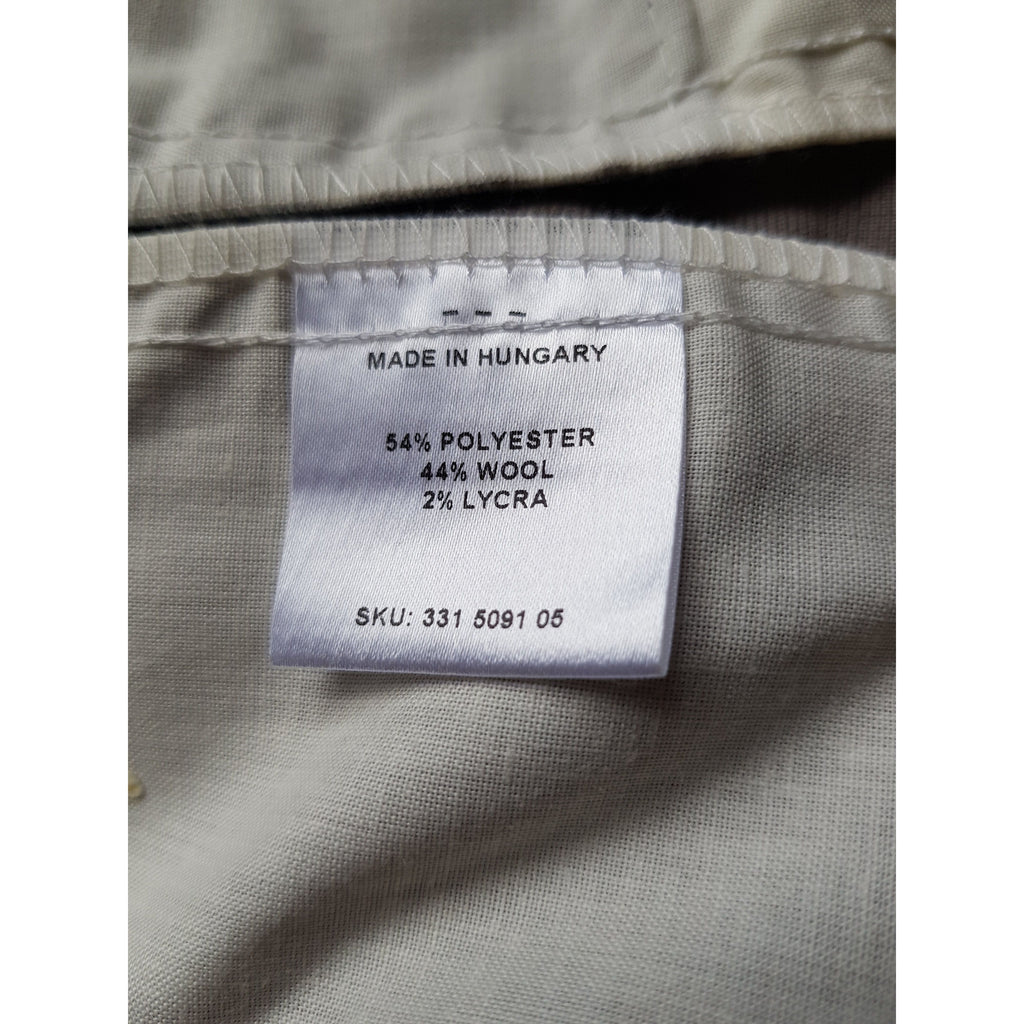 - - -
MADE IN HUNGARY
54% POLYESTER
44% WOOL
2% LYCRA
SKU: 331 5091 05